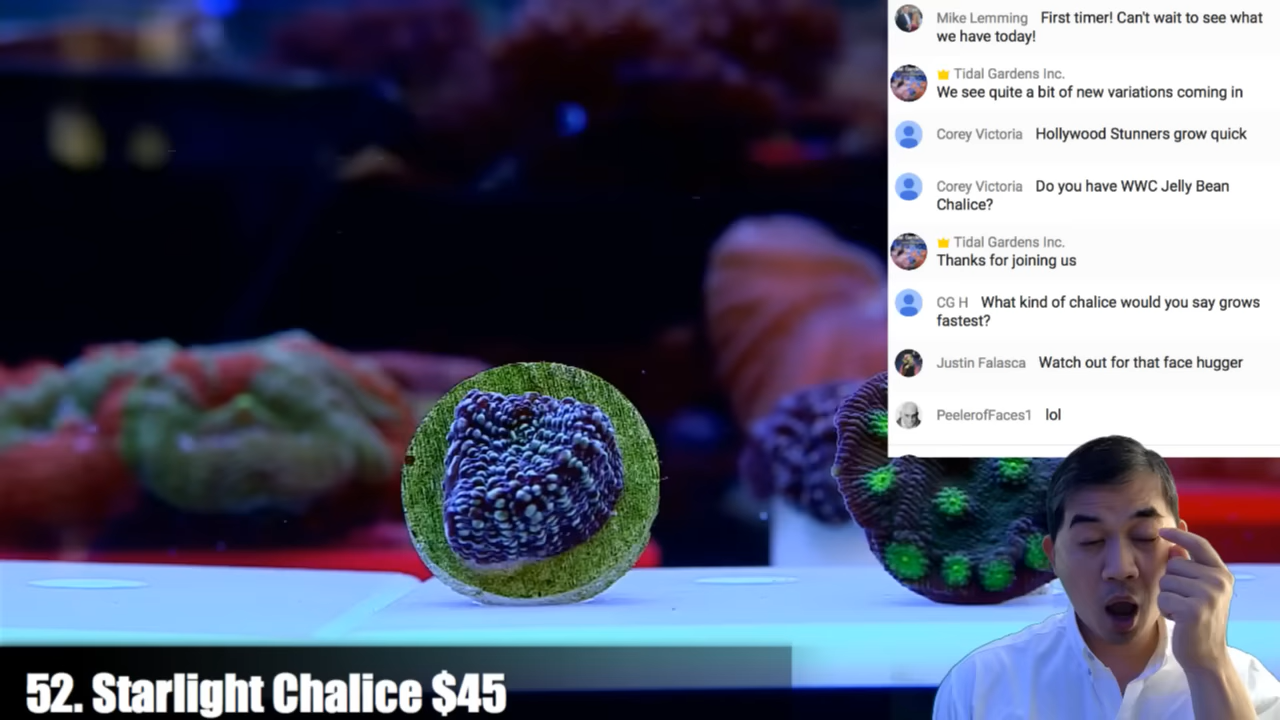 Mike Lemming First timer! Can't wait to see what
we have today!
Tidal Gardens Inc.
We see quite a bit of new variations coming in
Corey Victoria Hollywood Stunners grow quick
Corey Victoria Do you have WWC Jelly Bean
Chalice?
Tidal Gardens Inc.
Thanks for joining us
CG H What kind of chalice would you say grows
fastest?
Justin Falasca Watch out for that face hugger
PeelerofFaces1 lol
52. Starlight Chalice $45